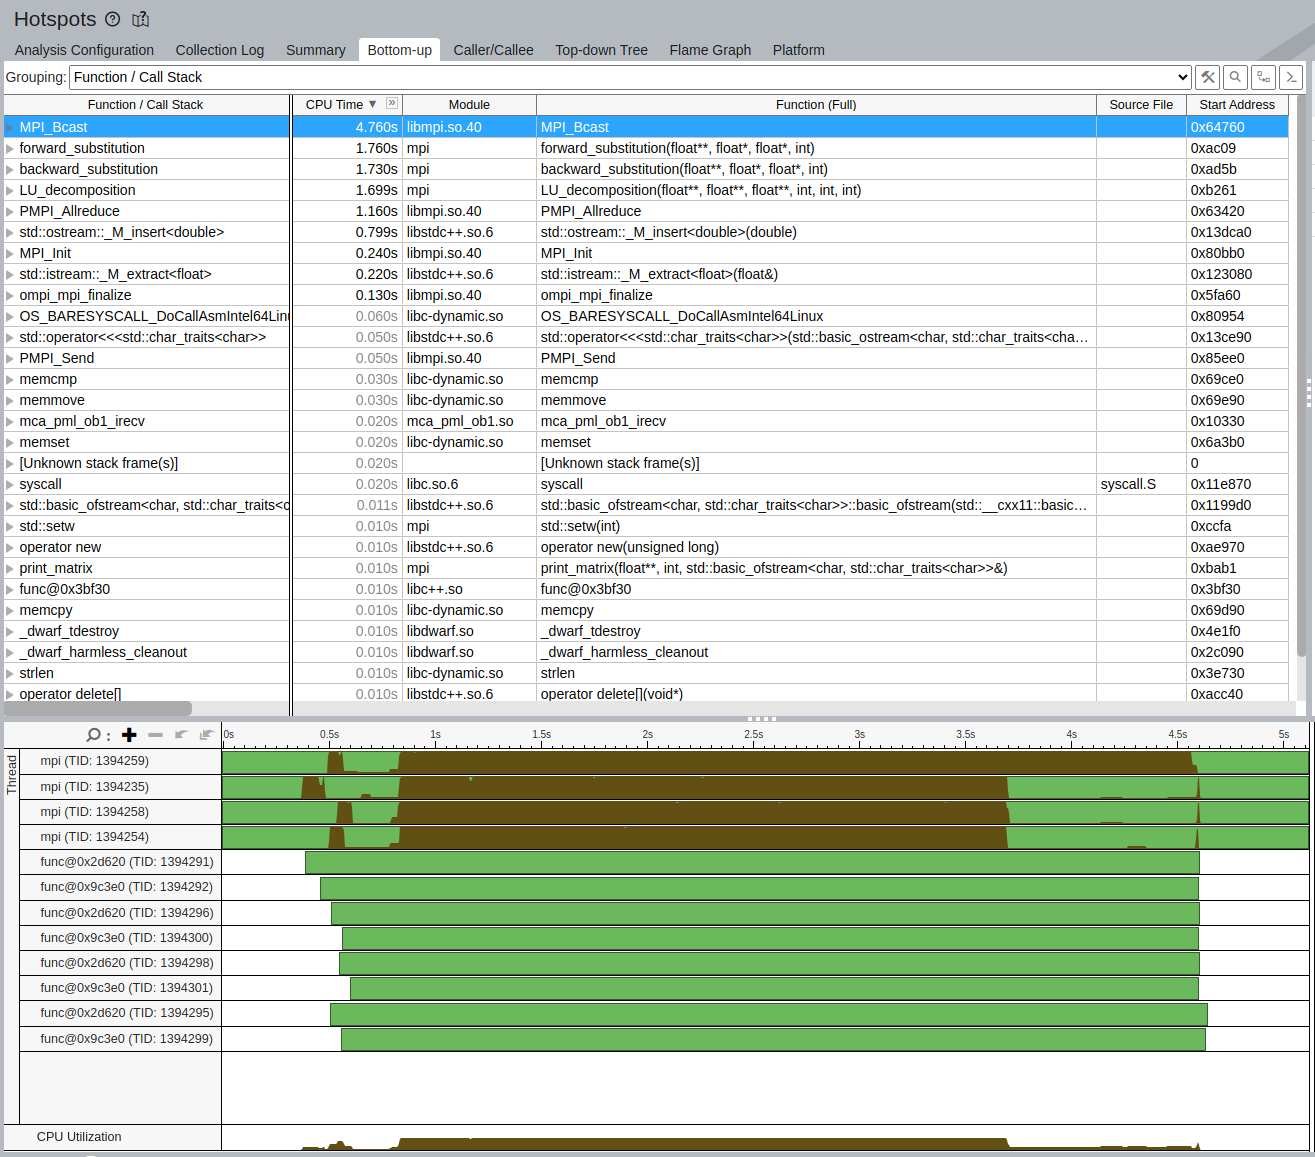 Hotspots
Analysis Configuration Collection Log Summary Bottom-up Caller/Callee Top-down Tree Flame Graph Platform
Grouping: Function / Call Stack
Function / Call Stack CPU Time Module Function (Full) Source File Start Address
MPI_Bcast 4.760s libmpi.so.40 MPI_Bcast 0x64760
forward_substitution 1.760s mpi forward_substitution(float**, float*, float*, int) 0xac09
backward_substitution 1.730s mpi backward_substitution(float**, float*, float*, int) 0xad5b
LU_decomposition 1.699s mpi LU_decomposition(float**, float**, float**, int, int, int) 0xb261
PMPI_Allreduce 1.160s libmpi.so.40 PMPI_Allreduce 0x63420
std::ostream::_M_insert<double> 0.799s libstdc++.so.6 std::ostream::_M_insert<double>(double) 0x13dca0
MPI_Init 0.240s libmpi.so.40 MPI_Init 0x80bb0
std::istream::_M_extract<float> 0.220s libstdc++.so.6 std::istream::_M_extract<float>(float&) 0x123080
ompi_mpi_finalize 0.130s libmpi.so.40 ompi_mpi_finalize 0x5fa60
OS_BARESYSCALL_DoCallAsmIntel64Linu 0.060s libc-dynamic.so OS_BARESYSCALL_DoCallAsmIntel64Linux 0x80954
std::operator<<<std::char_traits<char>> 0.050s libstdc++.so.6 std::operator<<<std::char_traits<char>>(std::basic_ostream<char, std::char_traits<cha… 0x13ce90
PMPI_Send 0.050s libmpi.so.40 PMPI_Send 0x85ee0
memcmp 0.030s libc-dynamic.so memcmp 0x69ce0
memmove 0.030s libc-dynamic.so memmove 0x69e90
mca_pml_ob1_irecv 0.020s mca_pml_ob1.so mca_pml_ob1_irecv 0x10330
memset 0.020s libc-dynamic.so memset 0x6a3b0
[Unknown stack frame(s)] 0.020s [Unknown stack frame(s)] 0
syscall 0.020s libc.so.6 syscall syscall.S 0x11e870
std::basic_ofstream<char, std::char_traits<c 0.011s libstdc++.so.6 std::basic_ofstream<char, std::char_traits<char>>::basic_ofstream(std::__cxx11::basic… 0x1199d0
std::setw 0.010s mpi std::setw(int) 0xccfa
operator new 0.010s libstdc++.so.6 operator new(unsigned long) 0xae970
print_matrix 0.010s mpi print_matrix(float**, int, std::basic_ofstream<char, std::char_traits<char>>&) 0xbab1
func@0x3bf30 0.010s libc++.so func@0x3bf30 0x3bf30
memcpy 0.010s libc-dynamic.so memcpy 0x69d90
_dwarf_tdestroy 0.010s libdwarf.so _dwarf_tdestroy 0x4e1f0
_dwarf_harmless_cleanout 0.010s libdwarf.so _dwarf_harmless_cleanout 0x2c090
strlen 0.010s libc-dynamic.so strlen 0x3e730
operator delete[] 0.010s libstdc++.so.6 operator delete[](void*) 0xacc40
0s 0.5s 1s 1.5s 2s 2.5s 3s 3.5s 4s 4.5s 5s
Thread
mpi (TID: 1394259)
mpi (TID: 1394235)
mpi (TID: 1394258)
mpi (TID: 1394254)
func@0x2d620 (TID: 1394291)
func@0x9c3e0 (TID: 1394292)
func@0x2d620 (TID: 1394296)
func@0x9c3e0 (TID: 1394300)
func@0x2d620 (TID: 1394298)
func@0x9c3e0 (TID: 1394301)
func@0x2d620 (TID: 1394295)
func@0x9c3e0 (TID: 1394299)
CPU Utilization